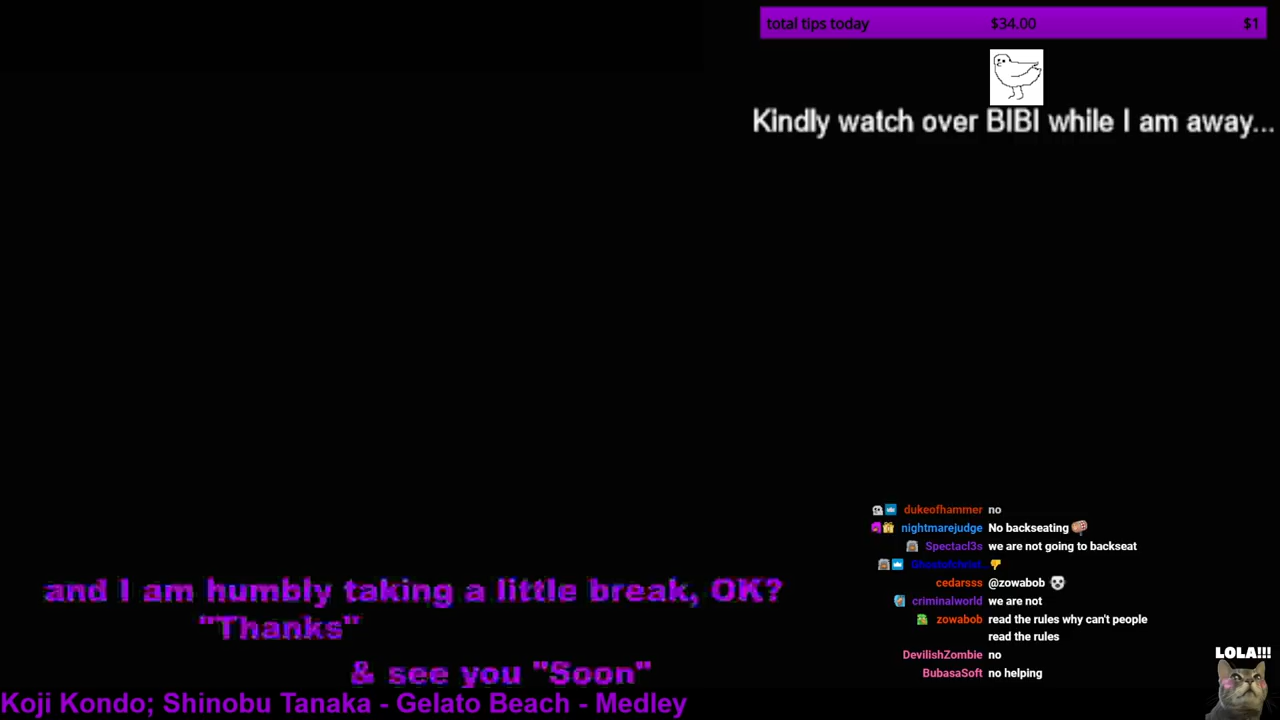 total tips today $34.00 $1
Kindly watch over BIBI while I am away...
dukeofhammer no
nightmarejudge No backseating
Spectacl3s we are not going to backseat
Ghostofchrist..
cedarsss @zowabob
criminalworld we are not
zowabob read the rules why can't people
read the rules
DevilishZombie no
BubasaSoft no helping
and I am humbly taking a little break, OK?
"Thanks"
& see you "Soon"
LOLA!!!
Koji Kondo; Shinobu Tanaka - Gelato Beach - Medley